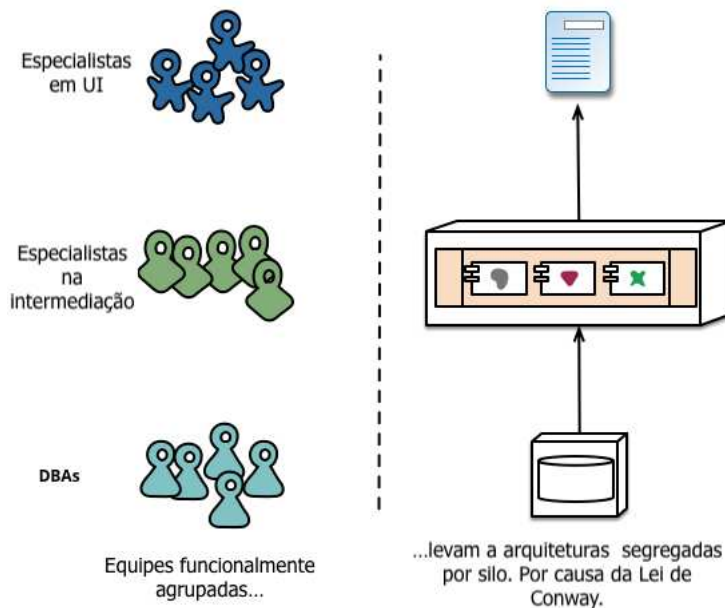 Especialistas
em UI
Especialistas
na
intermediação
DBAs
Equipes funcionalmente
agrupadas...
...levam a arquiteturas segregadas
por silo. Por causa da Lei de
Conway.